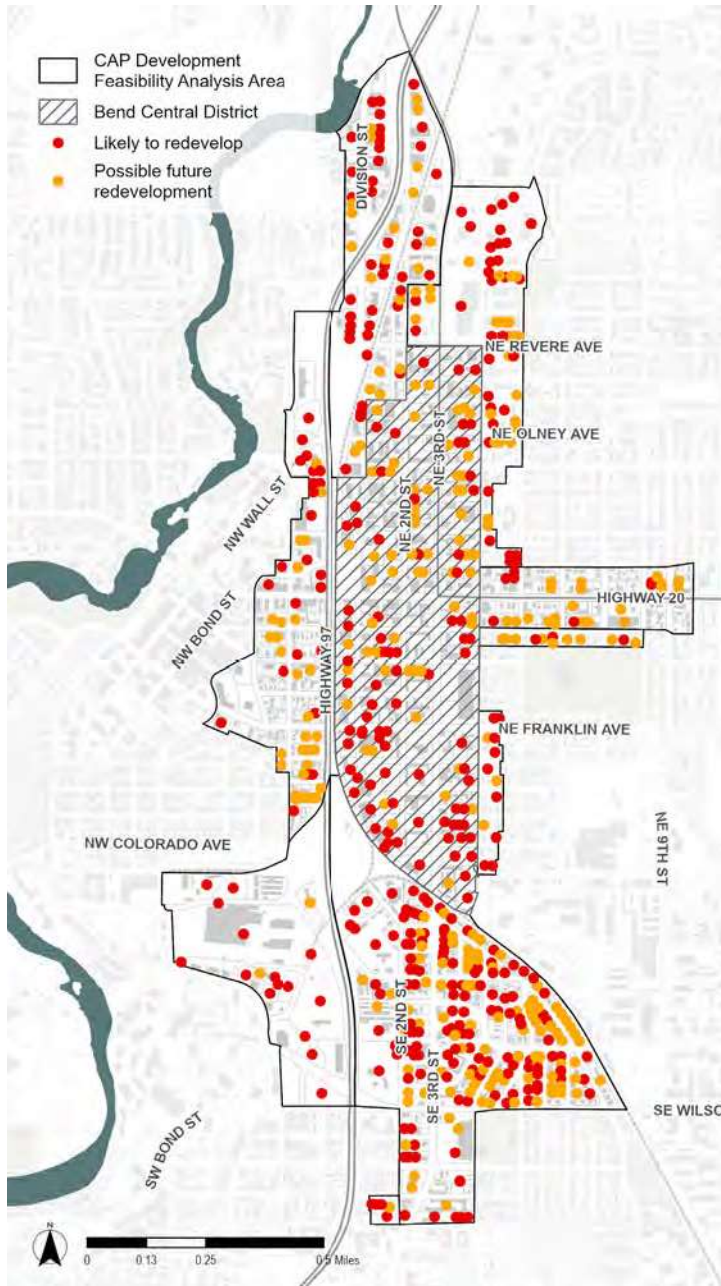 CAP Development
Feasibility Analysis Area
Bend Central District
Likely to redevelop
Possible future
redevelopment
DIVISION ST
NE REVERE AVE
NE OLNEY AVE
NE 3RD ST
NE 2ND ST
NW WALL ST
HIGHWAY 20
NW BOND ST
HIGHWAY 97
NE FRANKLIN AVE
NW COLORADO AVE
NE 9TH ST
SE 2ND ST
SE 3RD ST
SE WILSO
SW BOND ST
N
0 0.13 0.25 0.5 Miles